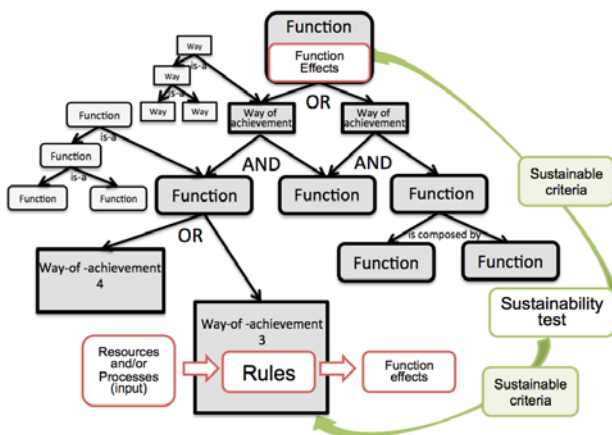 Function
Function
Effects
Way
is-a
Way
is-a
Way
Way
OR
Way of
achievement
Way of
achievement
Function
is-a
Function
is-a
Function
Function
AND
AND
Function
Function
Function
Sustainable
criteria
OR
is composed by
Function
Function
Way-of -achievement
4
Sustainability
test
Way-of -achievement
3
Resources
and/or
Processes
(input)
Rules
Function
effects
Sustainable
criteria